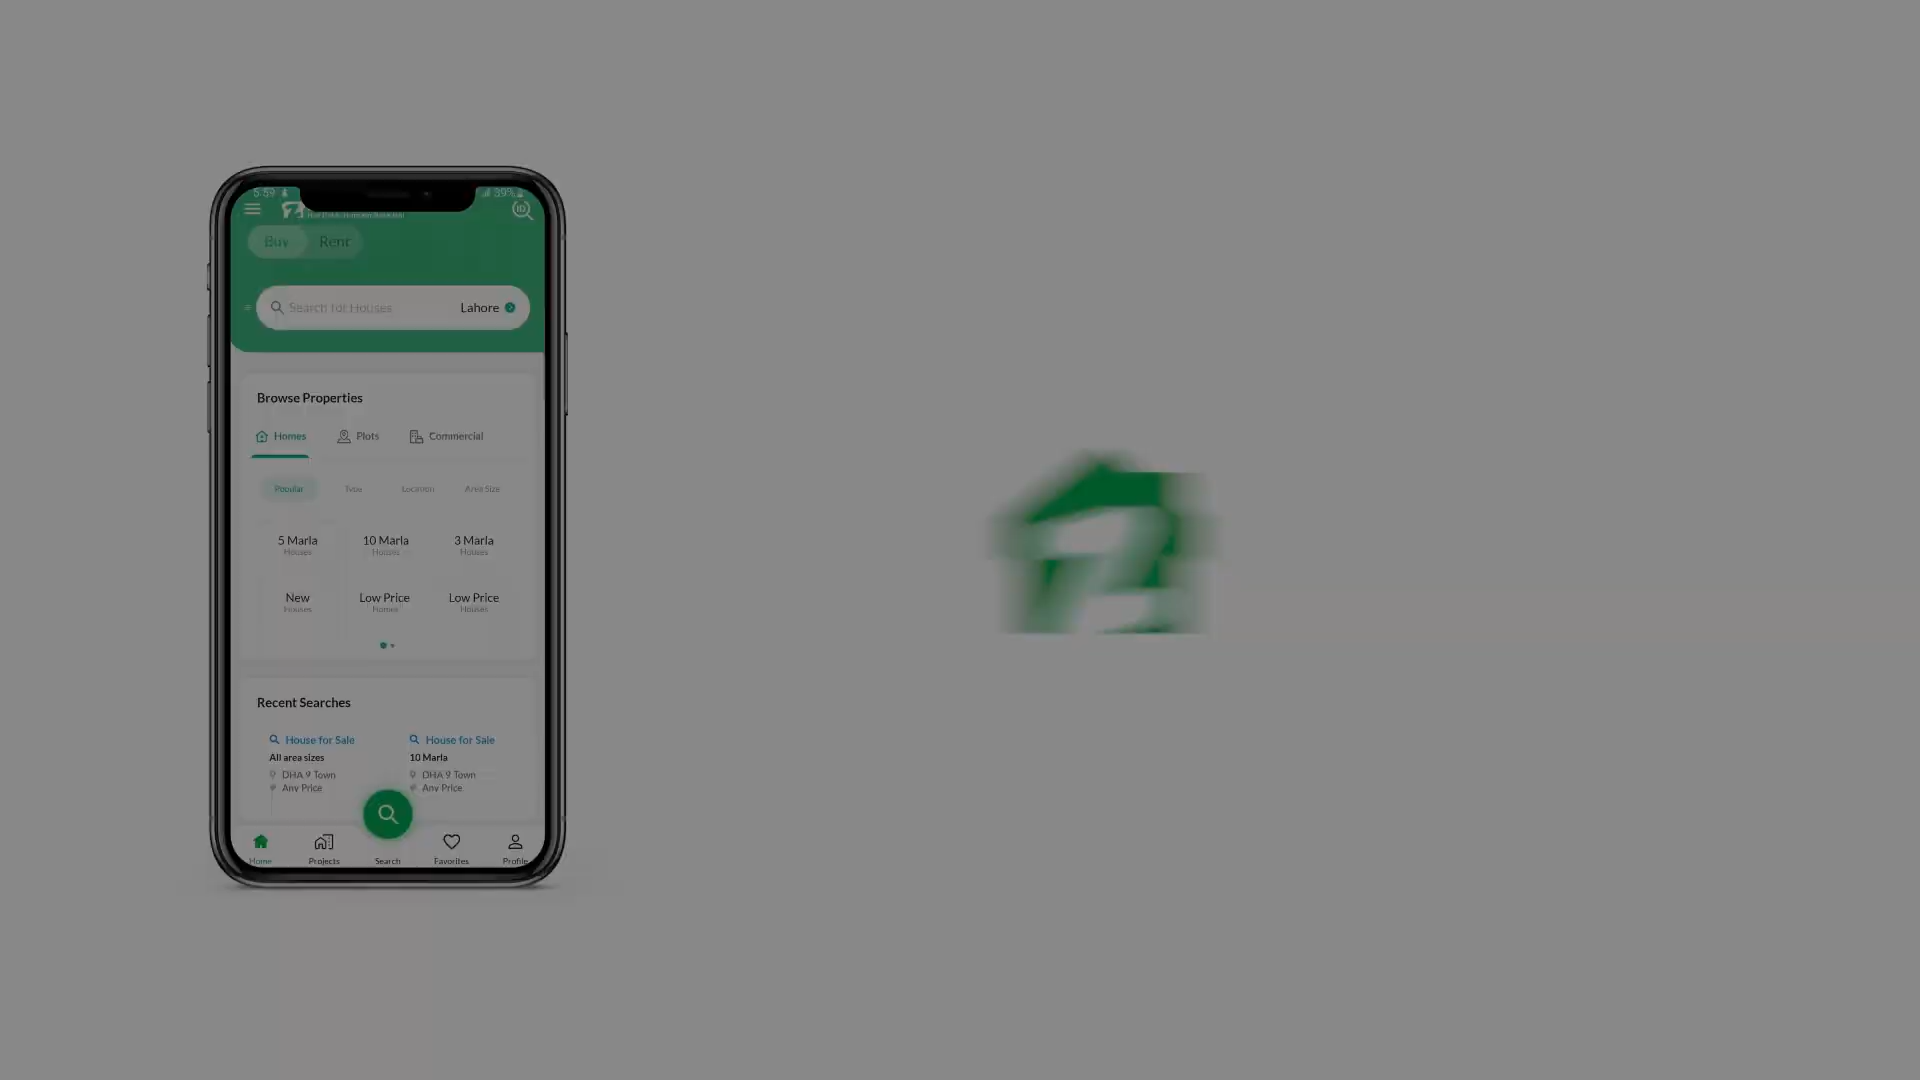 5:59 39%
Buy Rent
Search for Houses Lahore
Browse Properties
Homes Plots Commercial
Popular Type Location Area Size
5 Marla 10 Marla 3 Marla
Houses Houses Houses
New Low Price Low Price
Houses Homes Houses
Recent Searches
House for Sale House for Sale
All area sizes 10 Marla
DHA 9 Town DHA 9 Town
Any Price Any Price
Home Projects Search Favorites Profile